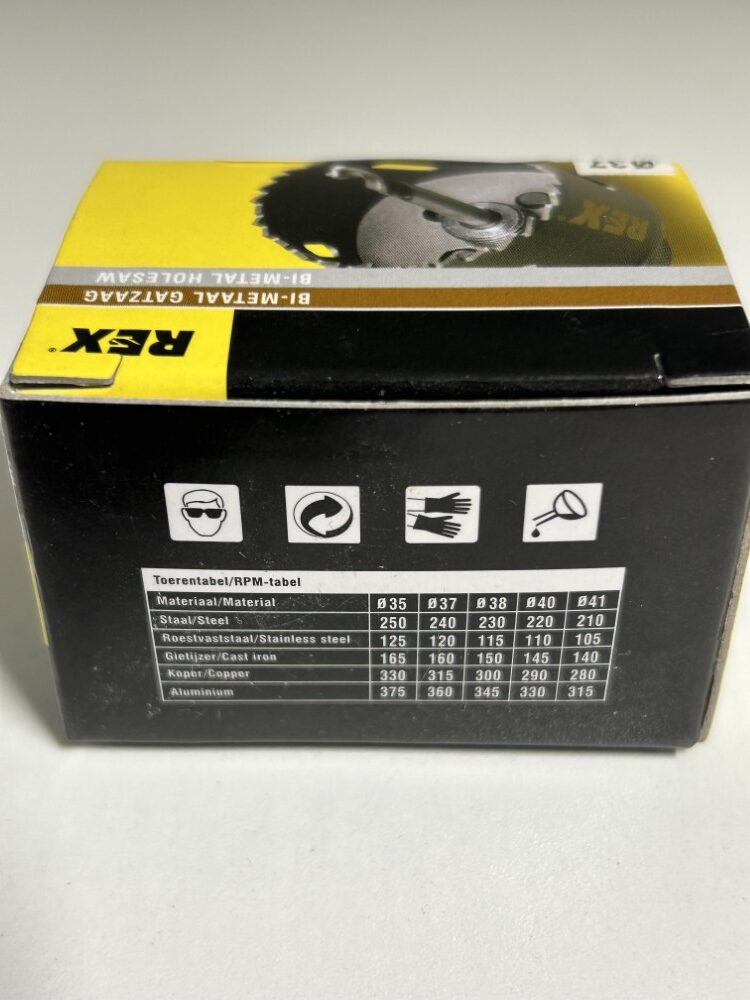 Ø37
REX
BI-METAL HOLESAW
BI-METAAL GATZAAG
REX®
Toerentabel/RPM-tabel
Materiaal/Material Ø35 Ø37 Ø38 Ø40 Ø41
Staal/Steel 250 240 230 220 210
Roestvaststaal/Stainless steel 125 120 115 110 105
Gietijzer/Cast iron 165 160 150 145 140
Koper/Copper 330 315 300 290 280
Aluminium 375 360 345 330 315